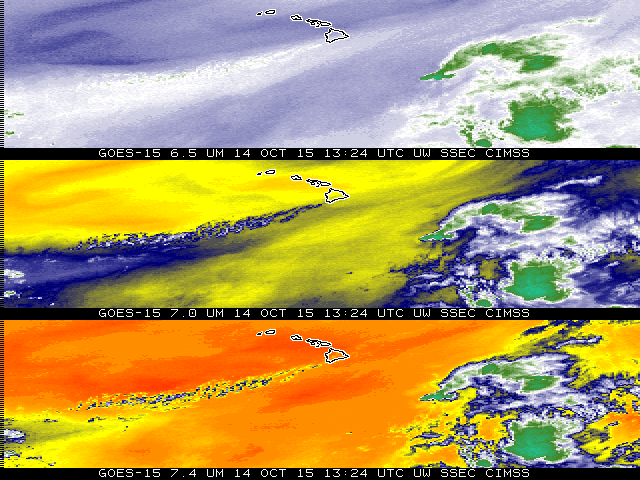 GOES-15 6.5 UM 14 OCT 15 13:24 UTC UW SSEC CIMSS
GOES-15 7.0 UM 14 OCT 15 13:24 UTC UW SSEC CIMSS
GOES-15 7.4 UM 14 OCT 15 13:24 UTC UW SSEC CIMSS